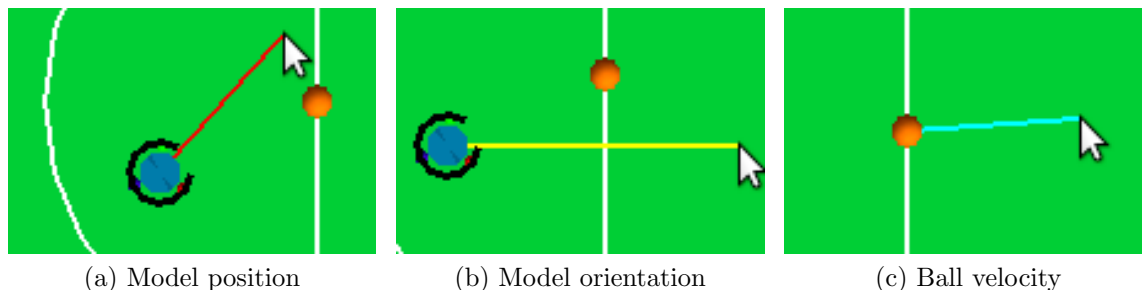 (a) Model position
(b) Model orientation
(c) Ball velocity